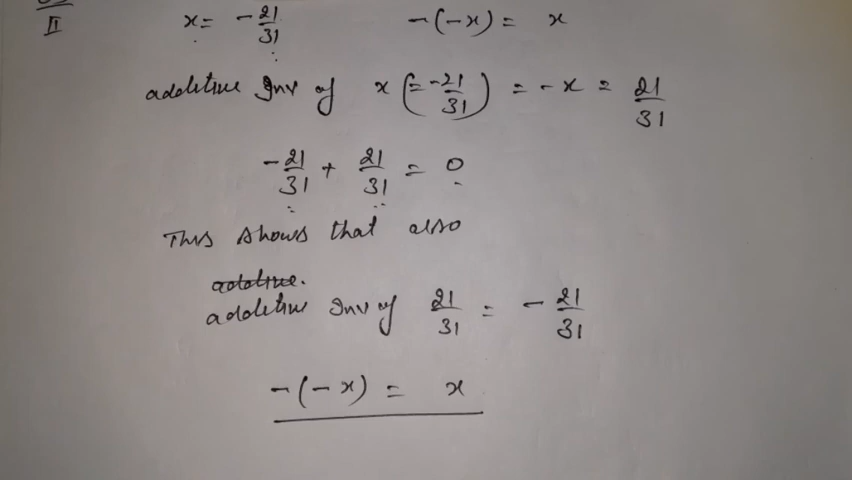 II x = -21/31 -(-x) = x
additive Inv of x (= -21/31) = -x = 21/31
-21/31 + 21/31 = 0
This shows that also
additive.
additive Inv of 21/31 = -21/31
-(-x) = x